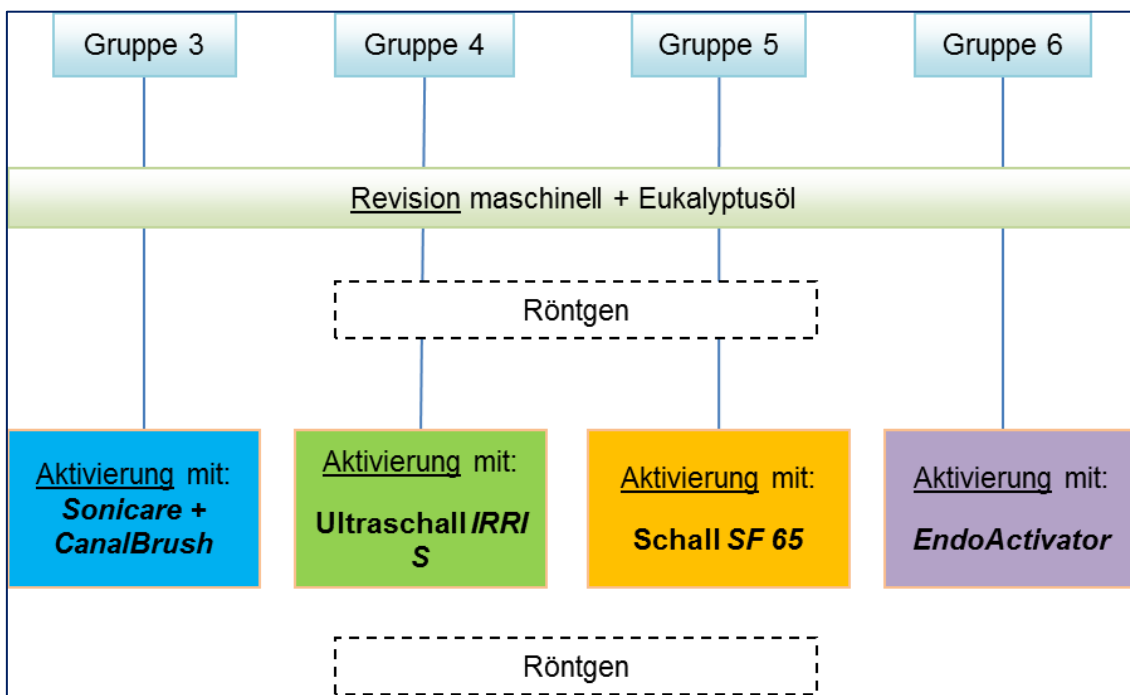 Gruppe 3
Gruppe 4
Gruppe 5
Gruppe 6
Revision maschinell + Eukalyptusöl
Röntgen
Aktivierung mit:
Sonicare +
CanalBrush
Aktivierung mit:
Ultraschall IRRI
S
Aktivierung mit:
Schall SF 65
Aktivierung mit:
EndoActivator
Röntgen